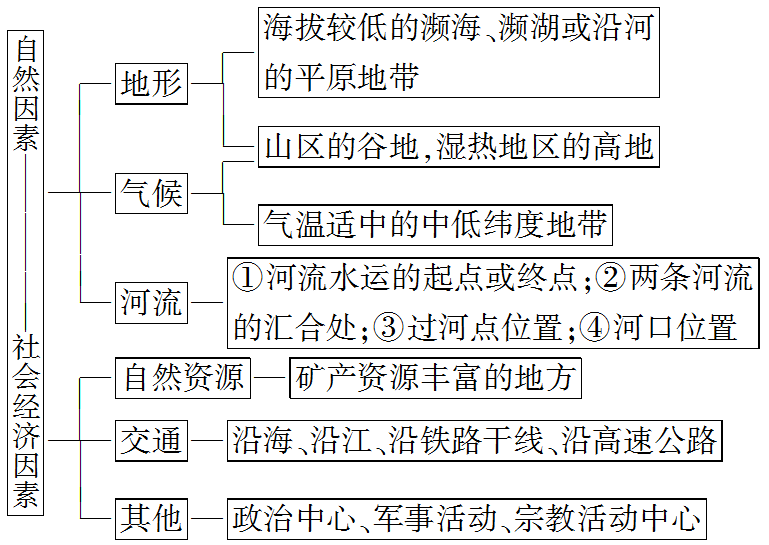 自然因素——社会经济因素
地形
海拔较低的濒海、濒湖或沿河
的平原地带
山区的谷地,湿热地区的高地
气候
气温适中的中低纬度地带
河流
①河流水运的起点或终点;②两条河流
的汇合处;③过河点位置;④河口位置
自然资源
矿产资源丰富的地方
交通
沿海、沿江、沿铁路干线、沿高速公路
其他
政治中心、军事活动、宗教活动中心